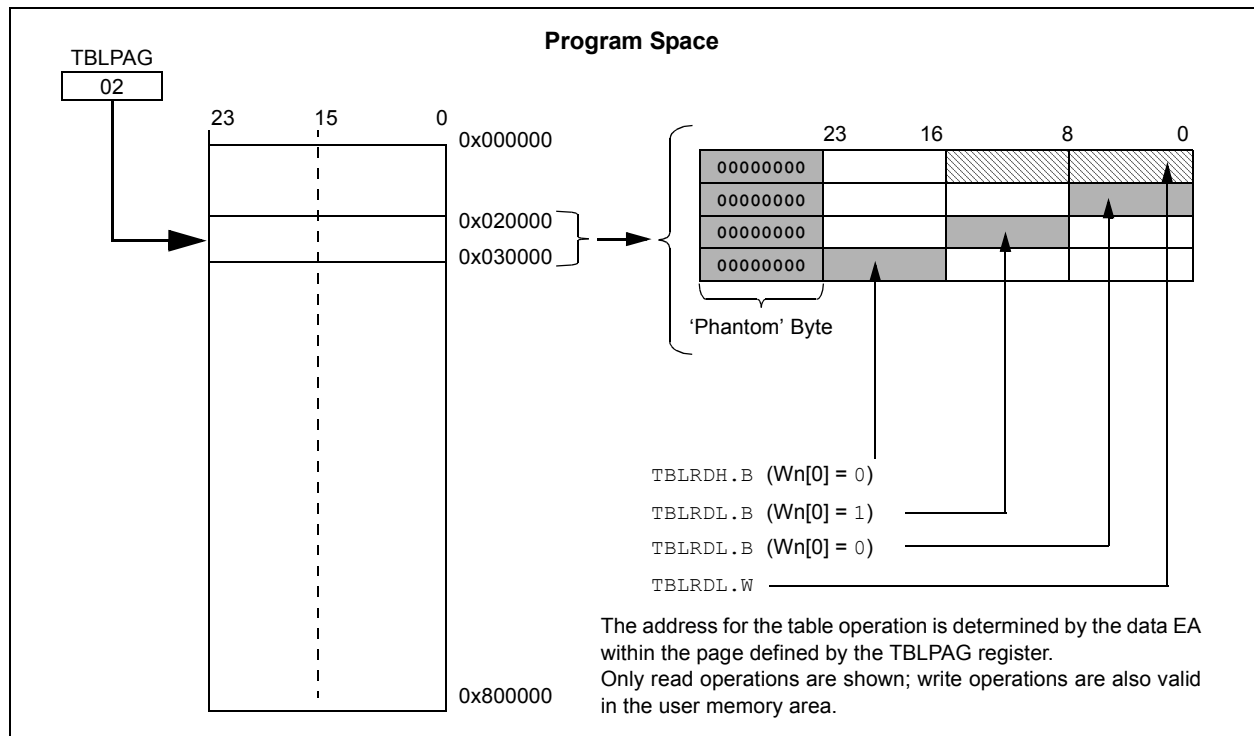 Program Space
TBLPAG
02
23 15 0
0x000000
0x020000
0x030000
0x800000
23 16 8 0
00000000
00000000
00000000
00000000
‘Phantom’ Byte
TBLRDH.B (Wn[0] = 0)
TBLRDL.B (Wn[0] = 1)
TBLRDL.B (Wn[0] = 0)
TBLRDL.W
The address for the table operation is determined by the data EA
within the page defined by the TBLPAG register.
Only read operations are shown; write operations are also valid
in the user memory area.